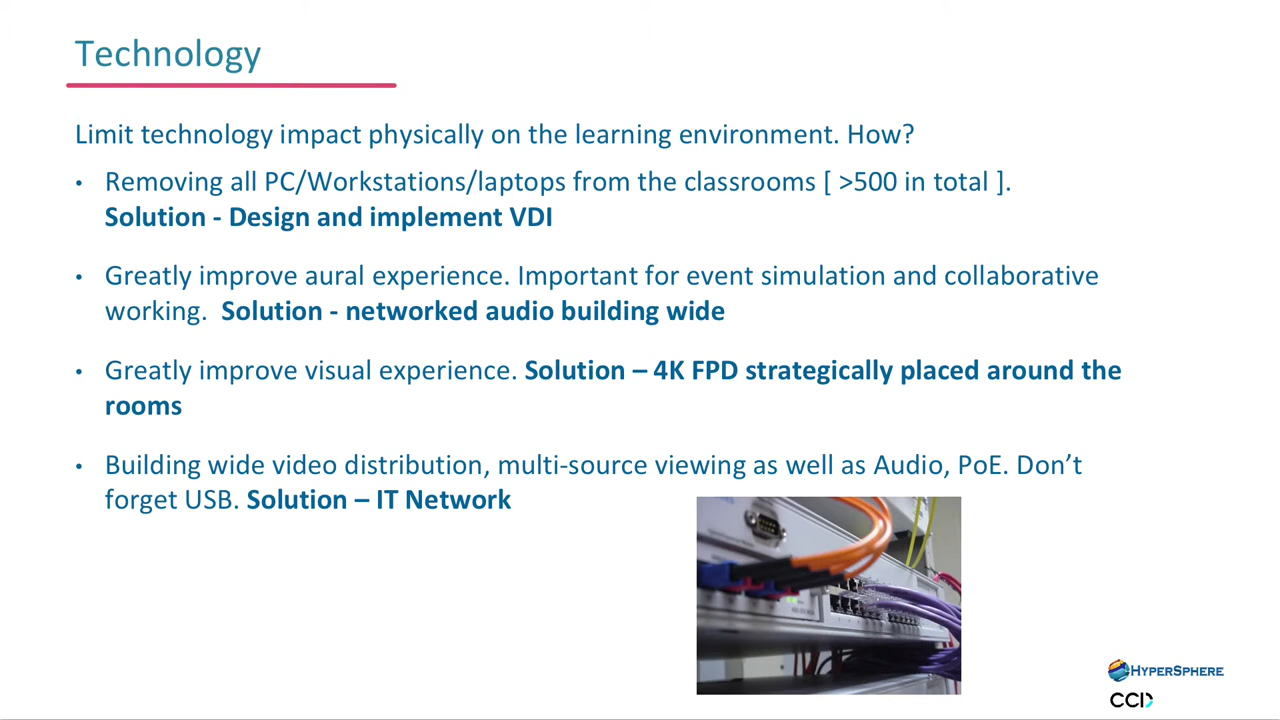 Technology
Limit technology impact physically on the learning environment. How?
• Removing all PC/Workstations/laptops from the classrooms [ >500 in total ].
Solution - Design and implement VDI
• Greatly improve aural experience. Important for event simulation and collaborative
working.  Solution - networked audio building wide
• Greatly improve visual experience. Solution – 4K FPD strategically placed around the
rooms
• Building wide video distribution, multi-source viewing as well as Audio, PoE. Don’t
forget USB. Solution – IT Network
HYPERSPHERE
CCD